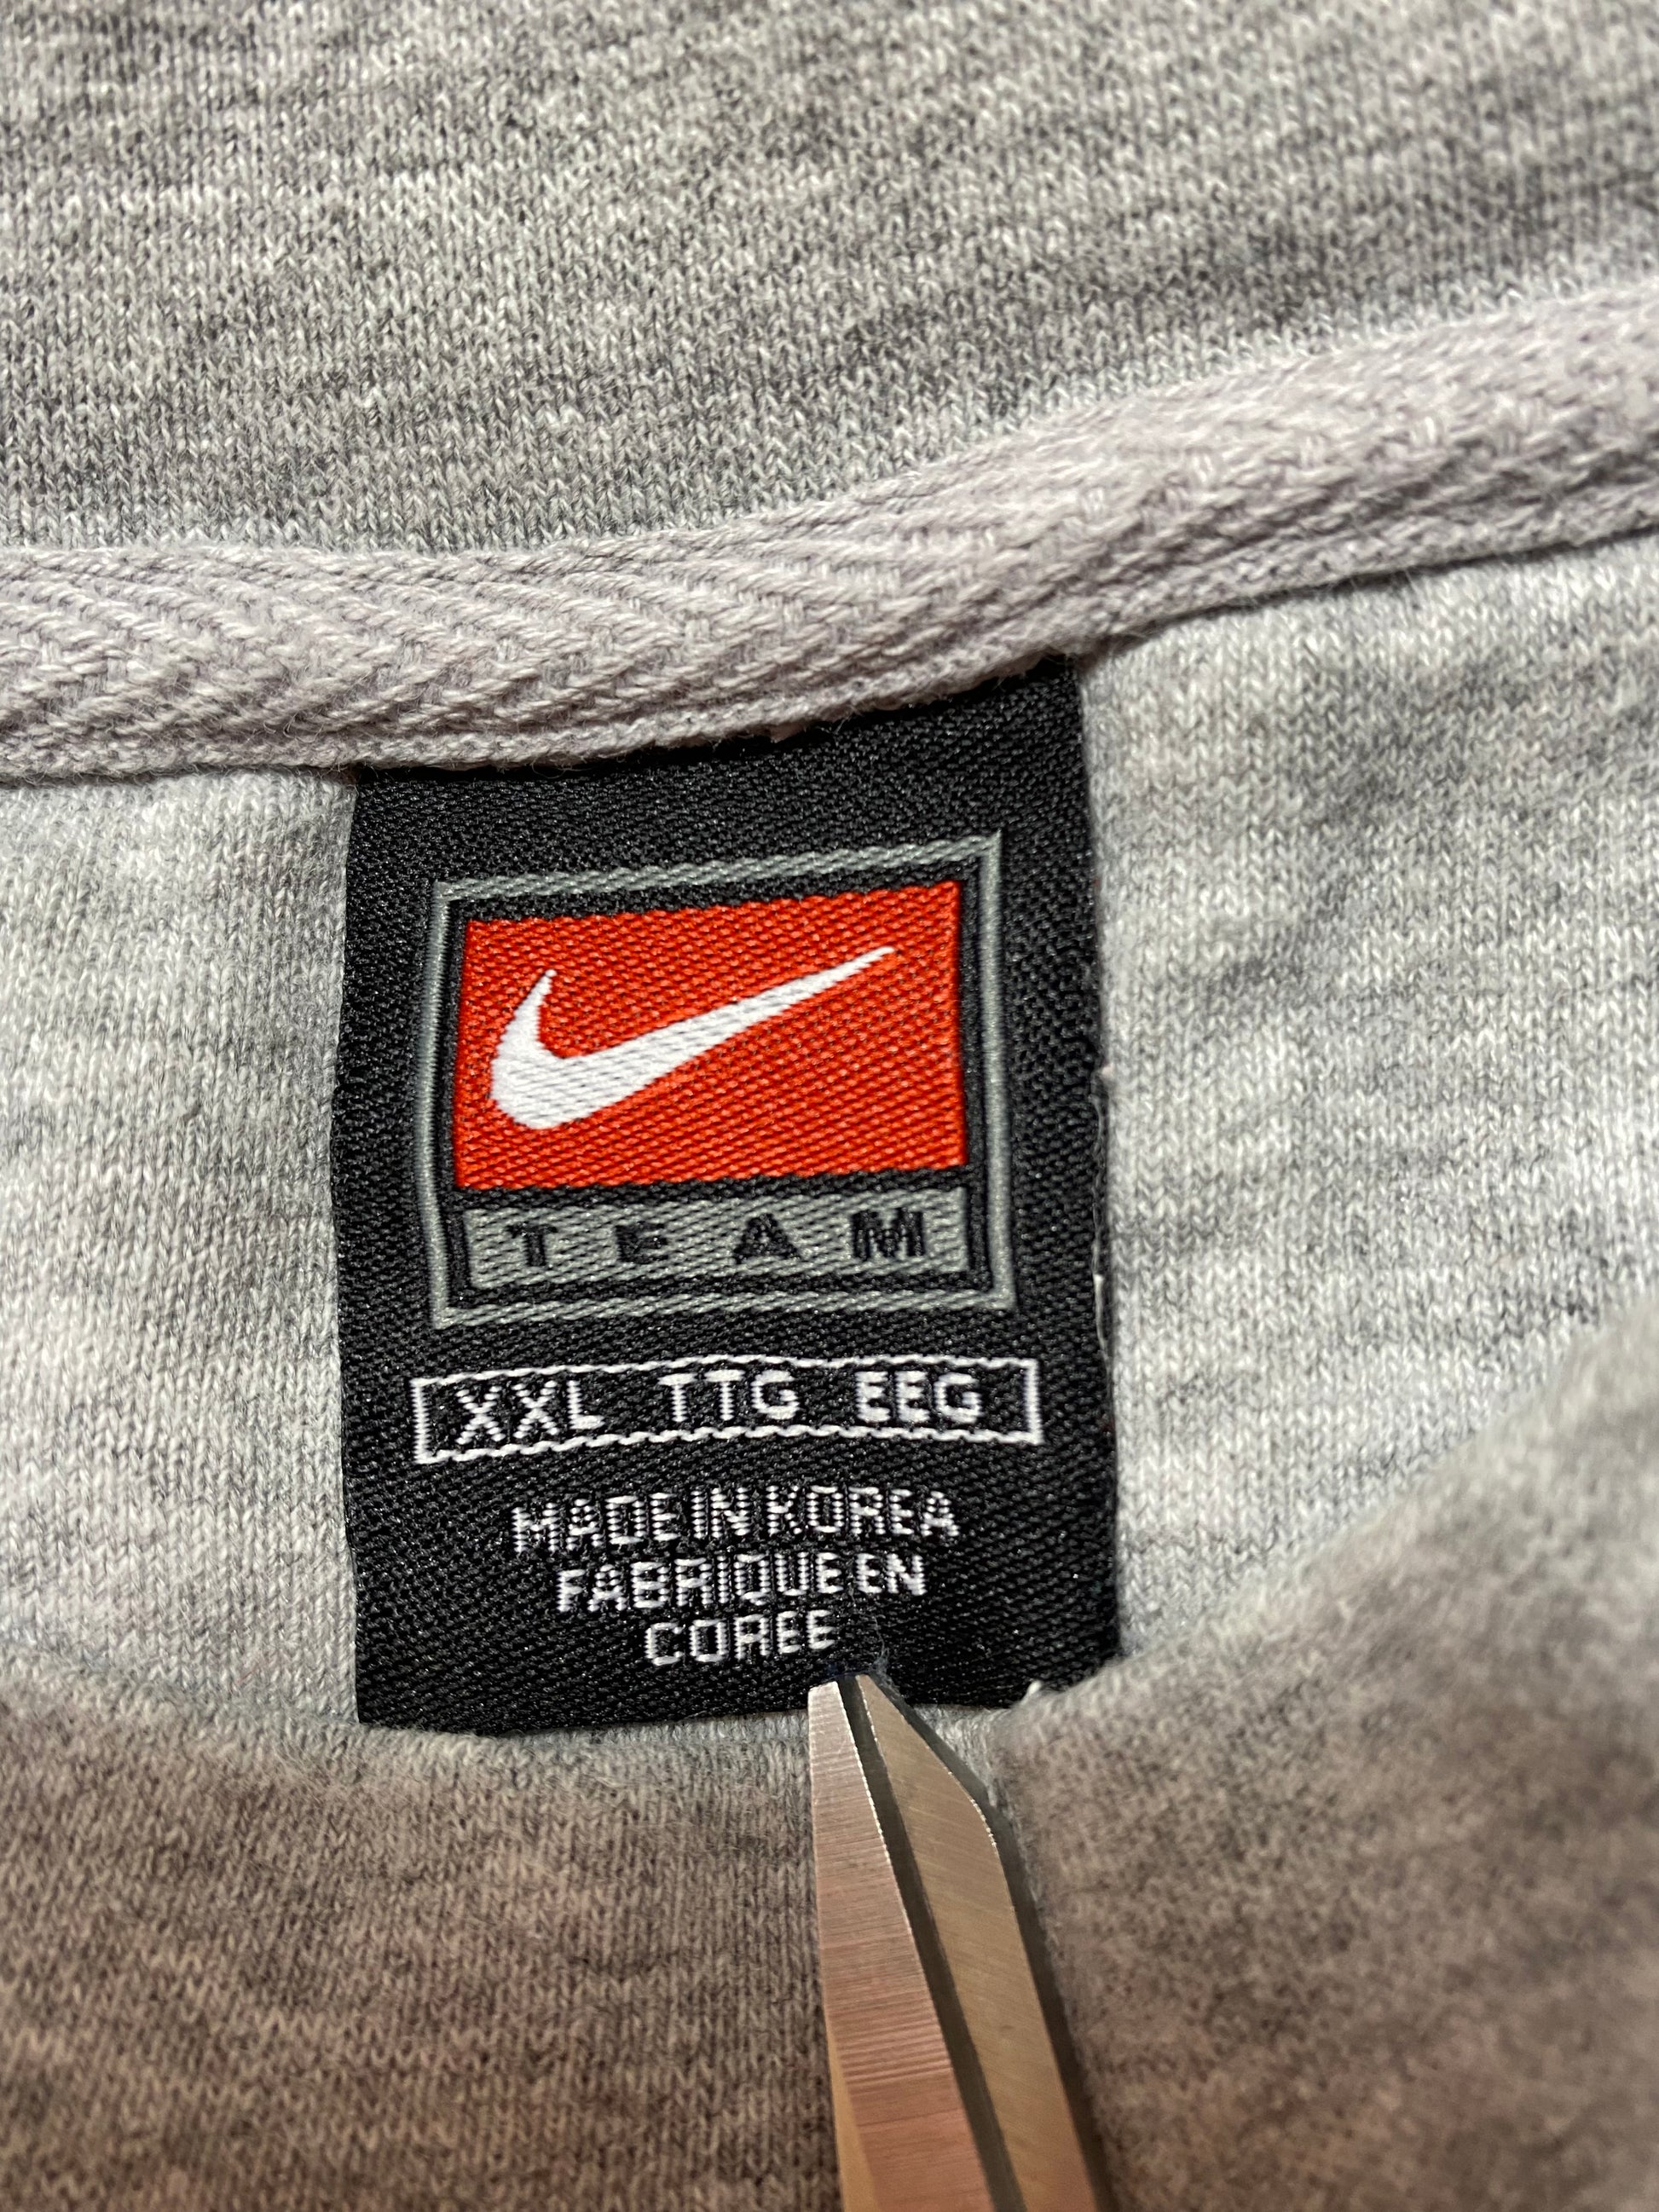 TEAM
XXL TTG EEG
MADE IN KOREA
FABRIQUE EN
COREE